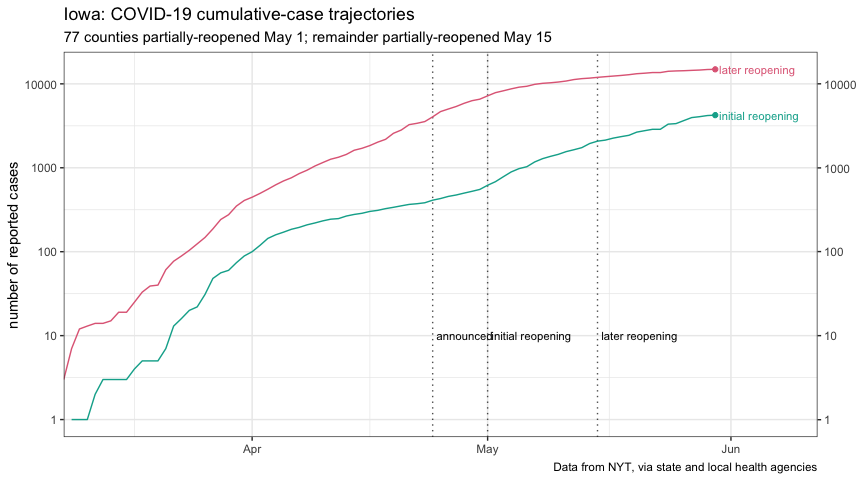 Iowa: COVID-19 cumulative-case trajectories
77 counties partially-reopened May 1; remainder partially-reopened May 15
number of reported cases
10000
1000
100
10
1
later reopening
initial reopening
announced
initial reopening
later reopening
10000
1000
100
10
1
Apr
May
Jun
Data from NYT, via state and local health agencies